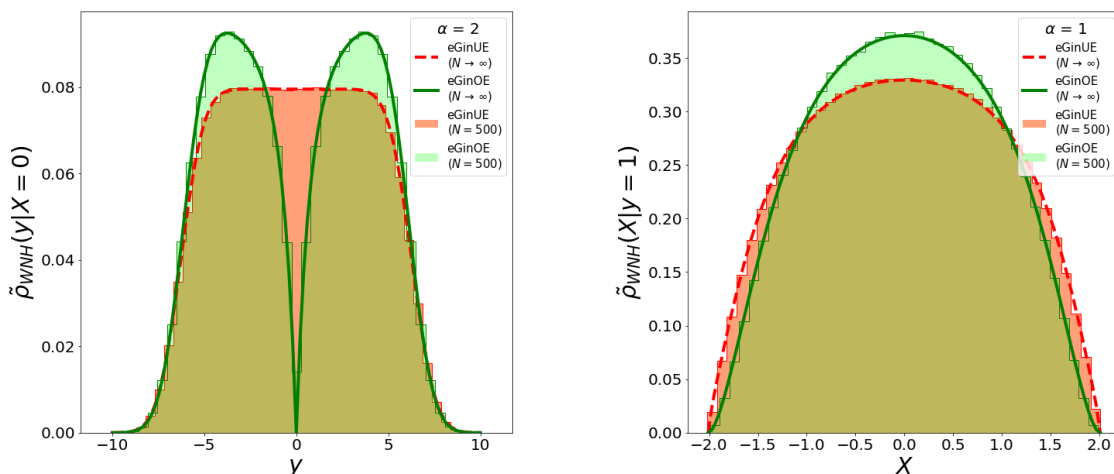 ρ̃_WNH(y|X = 0)
0.08
0.06
0.04
0.02
0.00
−10
−5
0
5
10
y
α = 2
eGinUE
(N → ∞)
eGinOE
(N → ∞)
eGinUE
(N = 500)
eGinOE
(N = 500)
ρ̃_WNH(X|y = 1)
0.35
0.30
0.25
0.20
0.15
0.10
0.05
0.00
−2.0
−1.5
−1.0
−0.5
0.0
0.5
1.0
1.5
2.0
X
α = 1
eGinUE
(N → ∞)
eGinOE
(N → ∞)
eGinUE
(N = 500)
eGinOE
(N = 500)